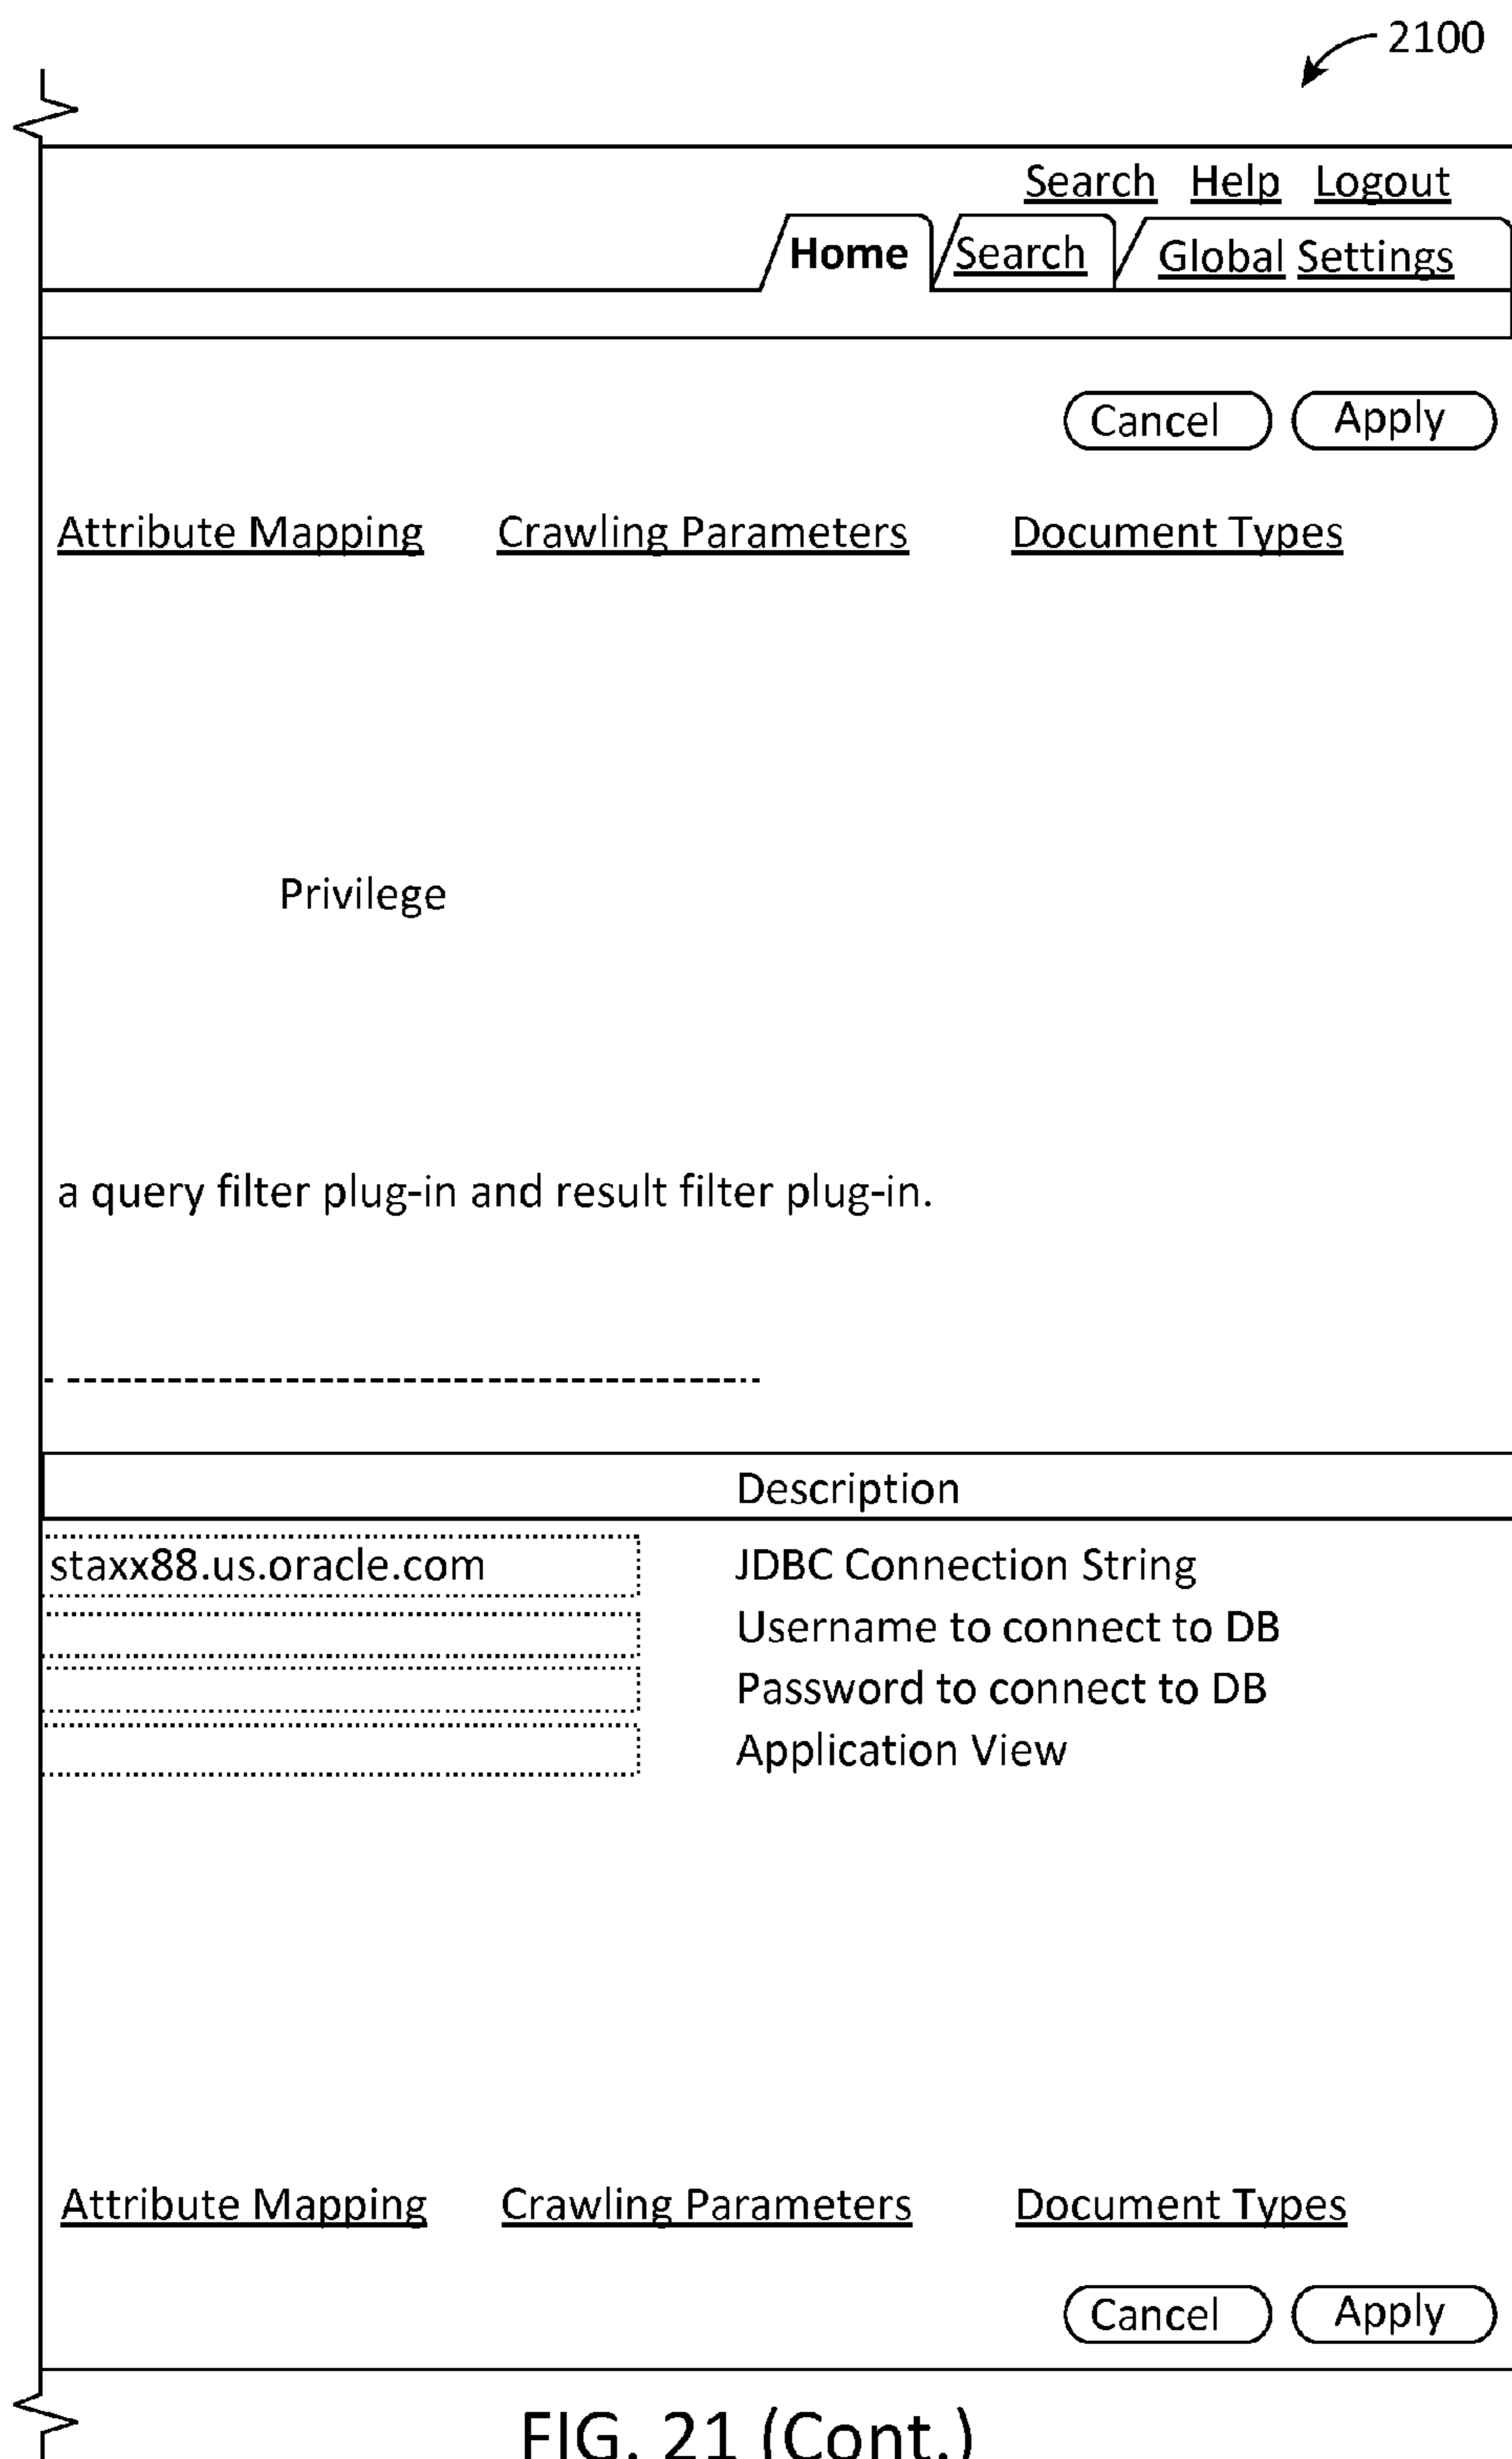 2100
Search Help Logout
Home Search Global Settings
Cancel Apply
Attribute Mapping Crawling Parameters Document Types
Privilege
a query filter plug-in and result filter plug-in.
Description
staxx88.us.oracle.com JDBC Connection String
Username to connect to DB
Password to connect to DB
Application View
Attribute Mapping Crawling Parameters Document Types
Cancel Apply
FIG. 21 (Cont.)